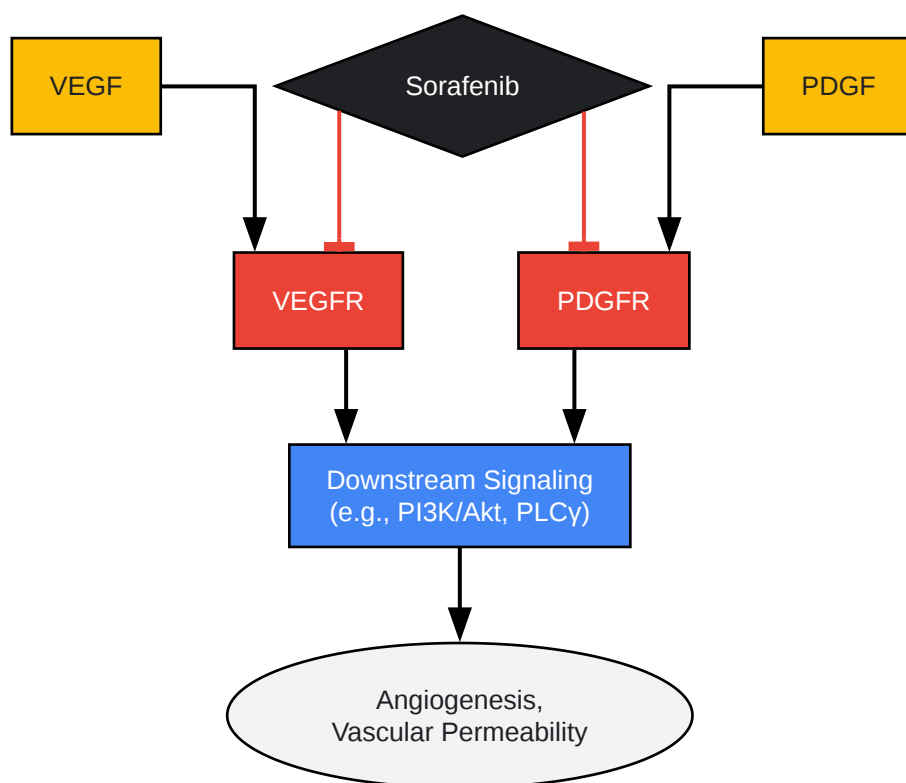 VEGF
Sorafenib
PDGF
VEGFR
PDGFR
Downstream Signaling
(e.g., PI3K/Akt, PLCγ)
Angiogenesis,
Vascular Permeability